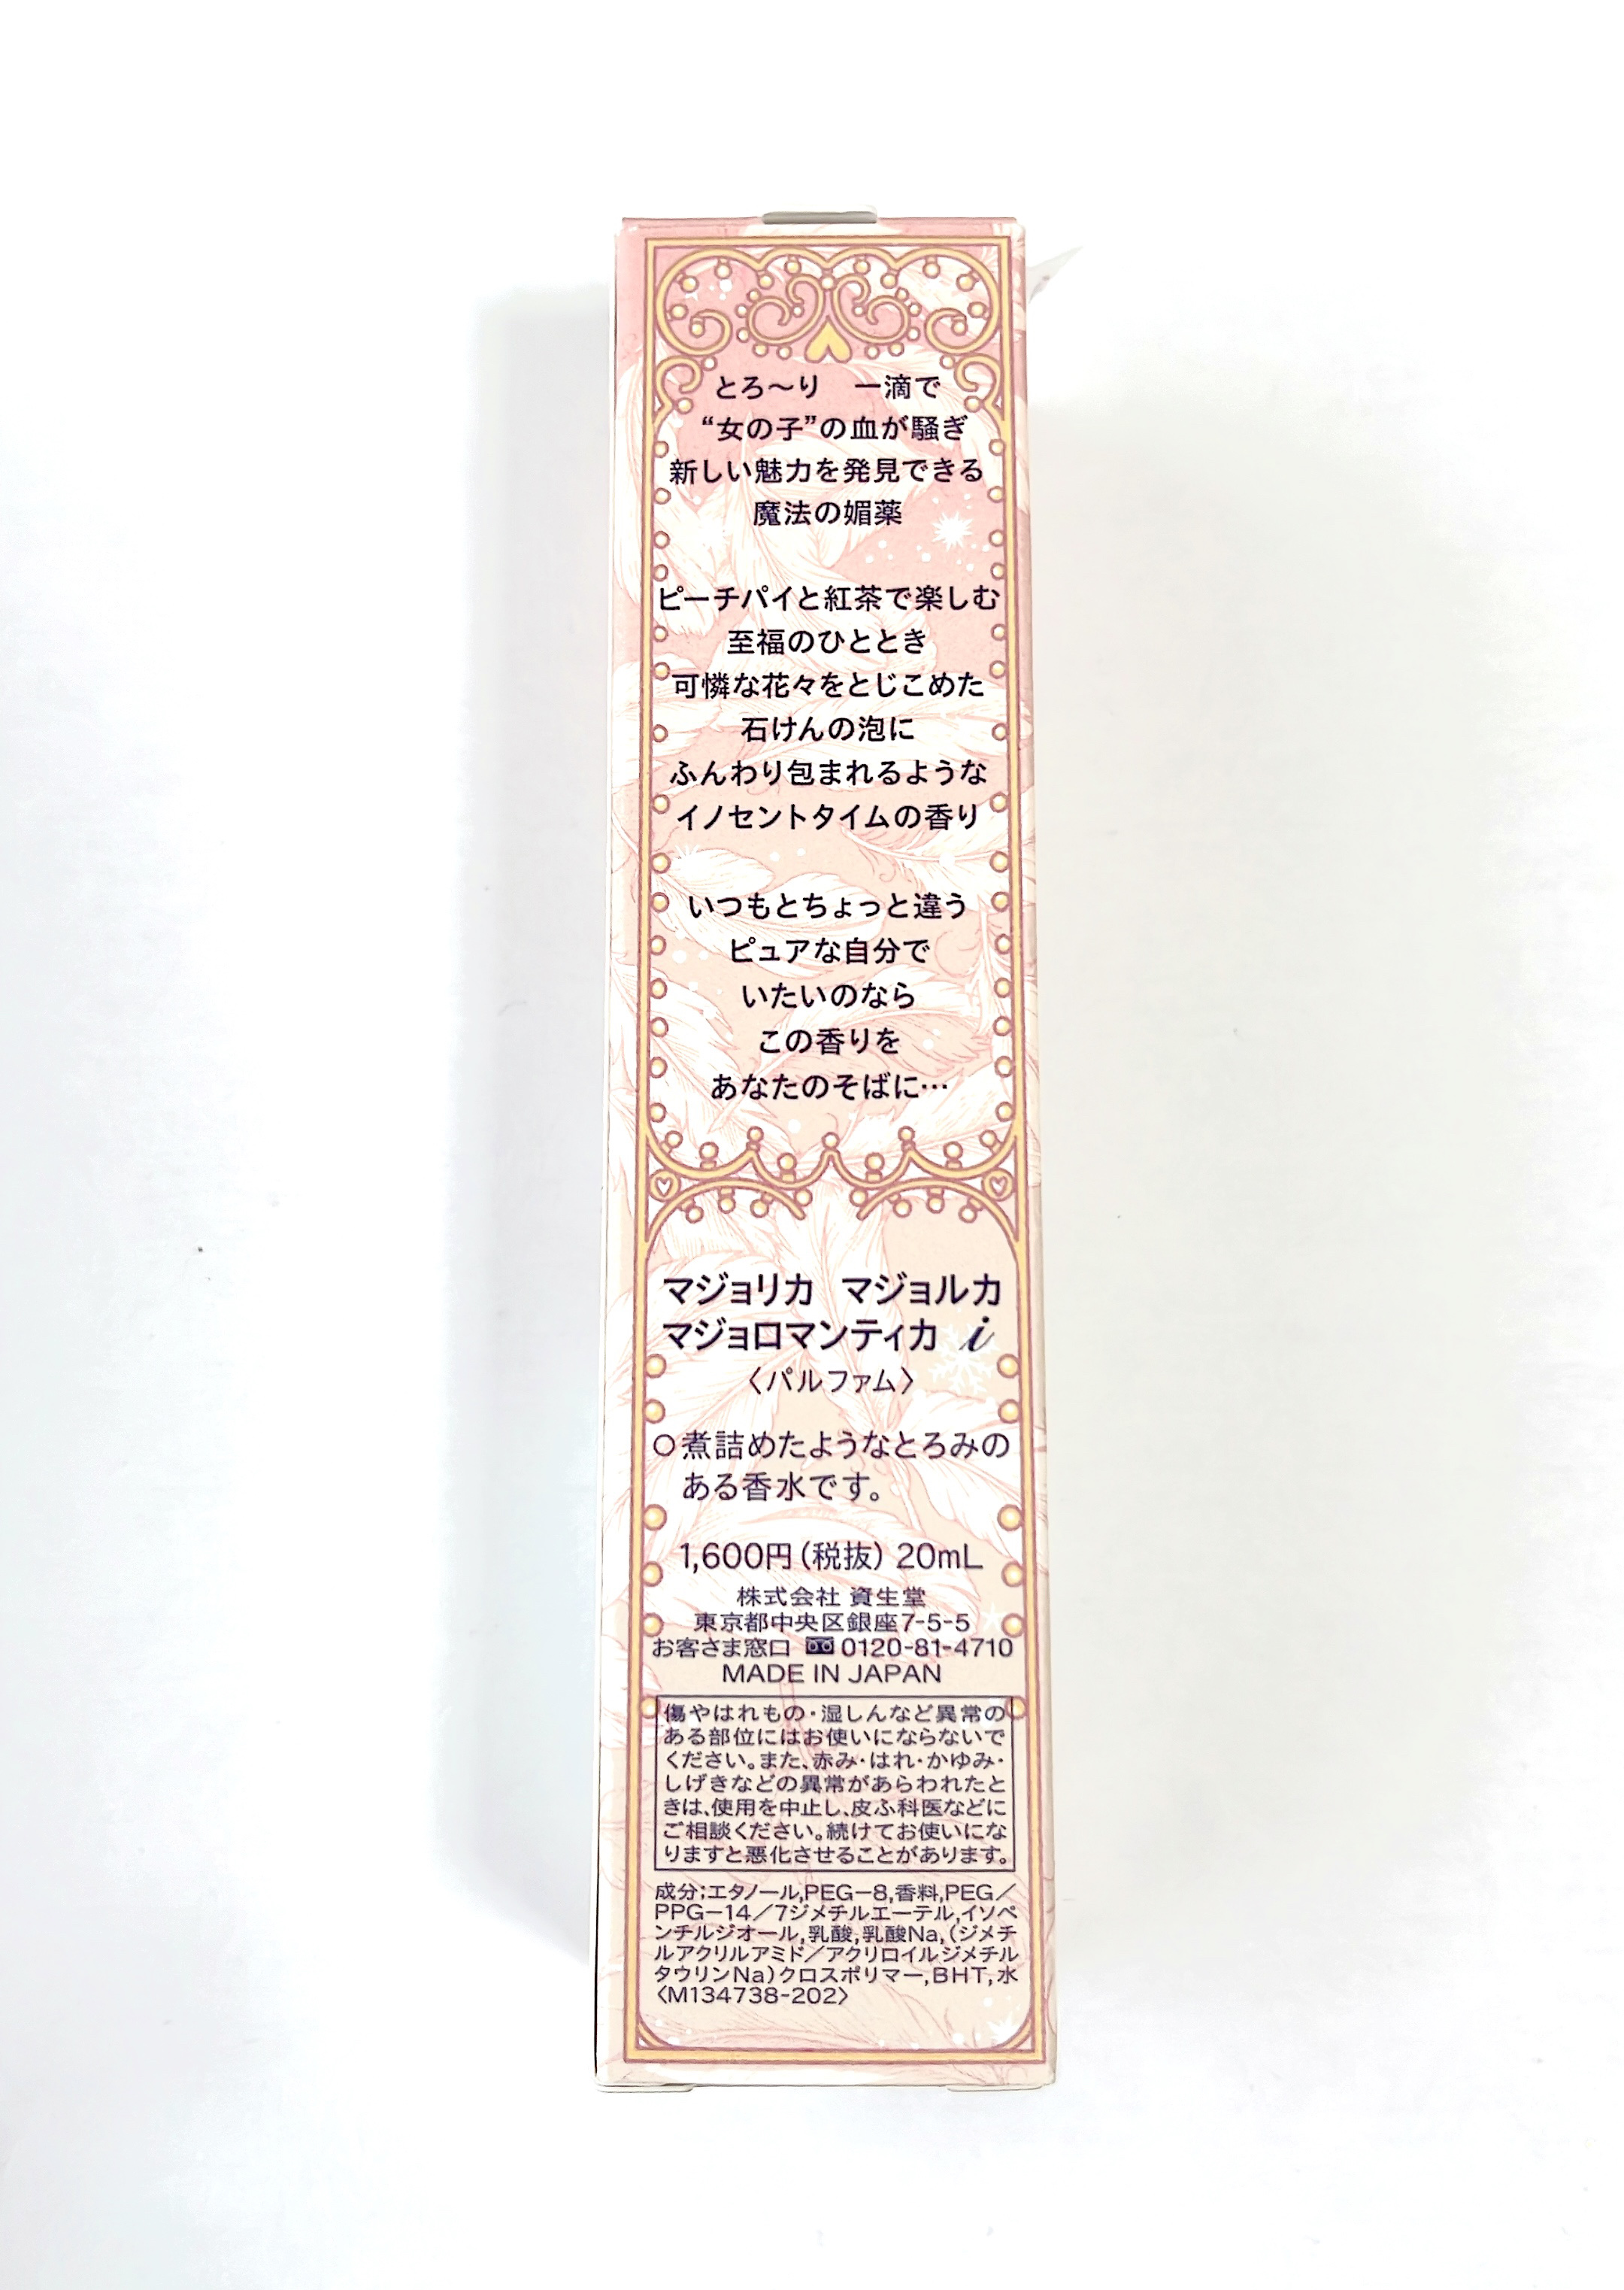 とろ〜り　一滴で
“女の子”の血が騒ぎ
新しい魅力を発見できる
魔法の媚薬
ピーチパイと紅茶で楽しむ
至福のひととき
可憐な花々をとじこめた
石けんの泡に
ふんわり包まれるような
イノセントタイムの香り
いつもとちょっと違う
ピュアな自分で
いたいのなら
この香りを
あなたのそばに…
マジョリカ　マジョルカ
マジョロマンティカ　i
〈パルファム〉
○煮詰めたようなとろみの
ある香水です。
1,600円（税抜）20mL
株式会社 資生堂
東京都中央区銀座7-5-5
お客さま窓口 0120-81-4710
MADE IN JAPAN
傷やはれもの・湿しんなど異常の
ある部位にはお使いにならないで
ください。また、赤み・はれ・かゆみ・
しげきなどの異常があらわれたと
きは、使用を中止し、皮ふ科医などに
ご相談ください。続けてお使いにな
りますと悪化させることがあります。
成分；エタノール,PEG−8,香料,PEG／
PPG−14／7ジメチルエーテル,イソペ
ンチルジオール,乳酸,乳酸Na,（ジメチ
ルアクリルアミド／アクリロイルジメチル
タウリンNa）クロスポリマー,BHT,水
〈M134738-202〉